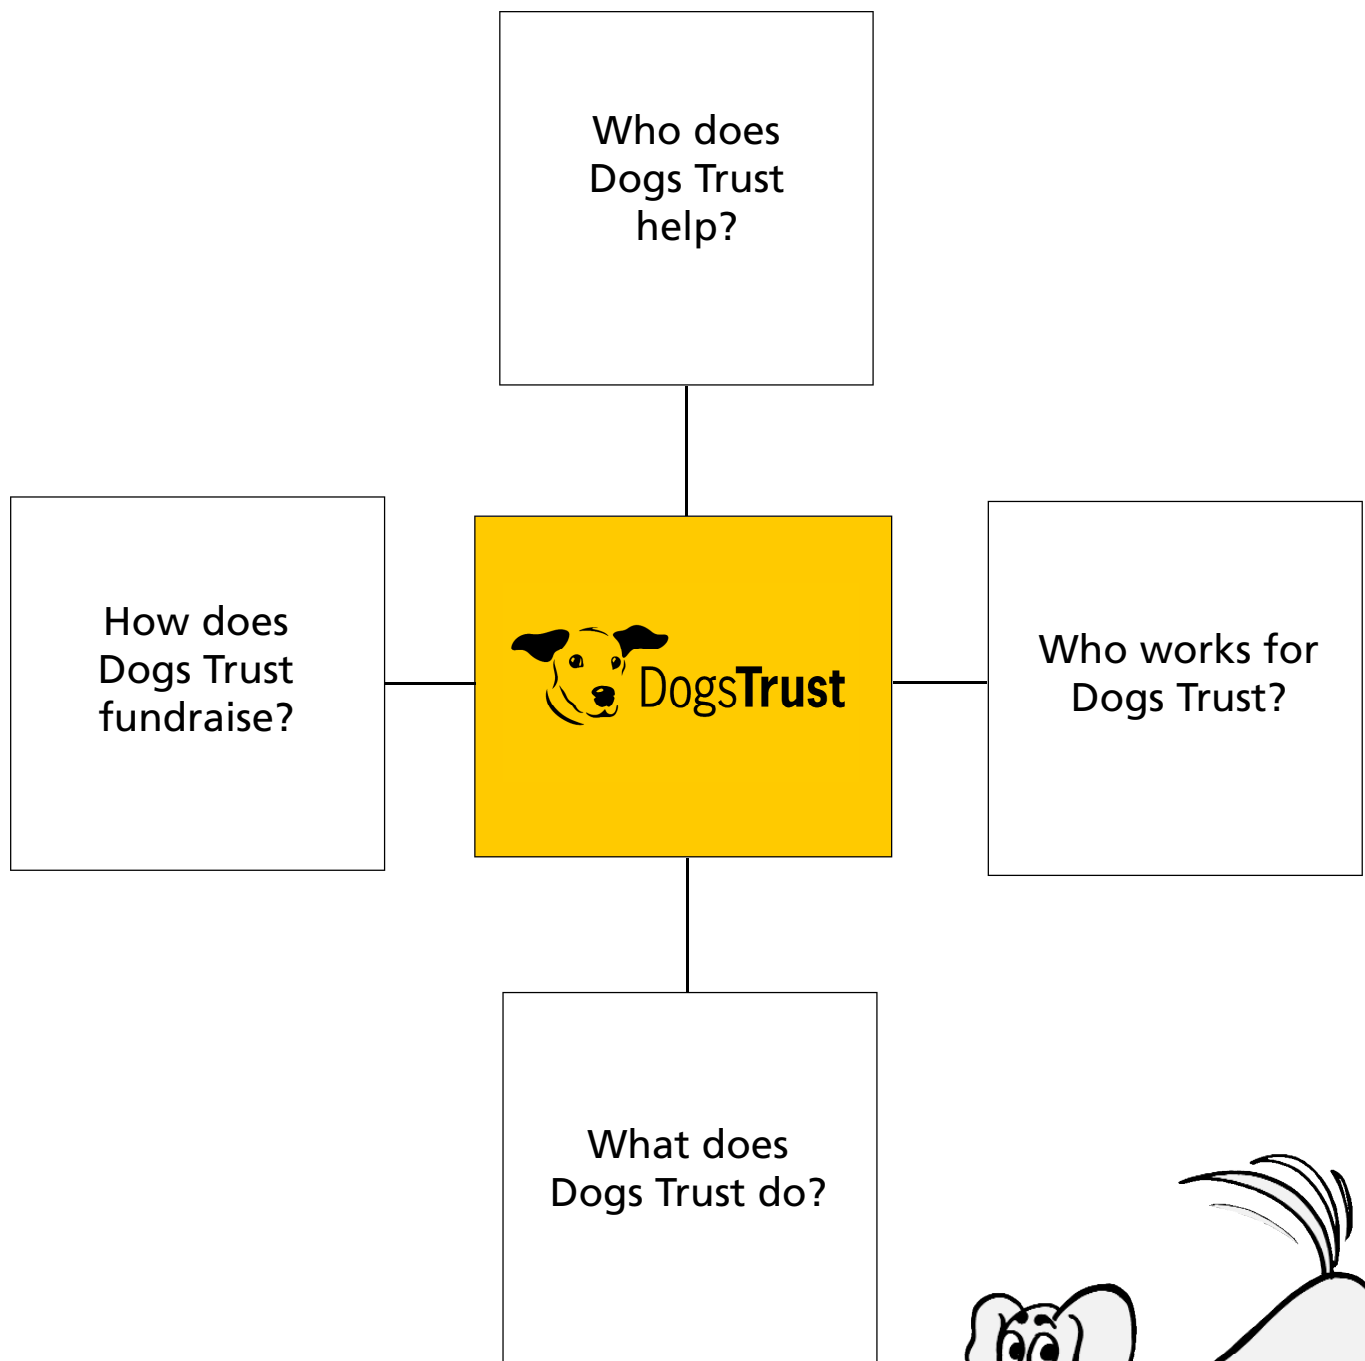 Who does
Dogs Trust
help?
How does
Dogs Trust
fundraise?
DogsTrust
Who works for
Dogs Trust?
What does
Dogs Trust do?